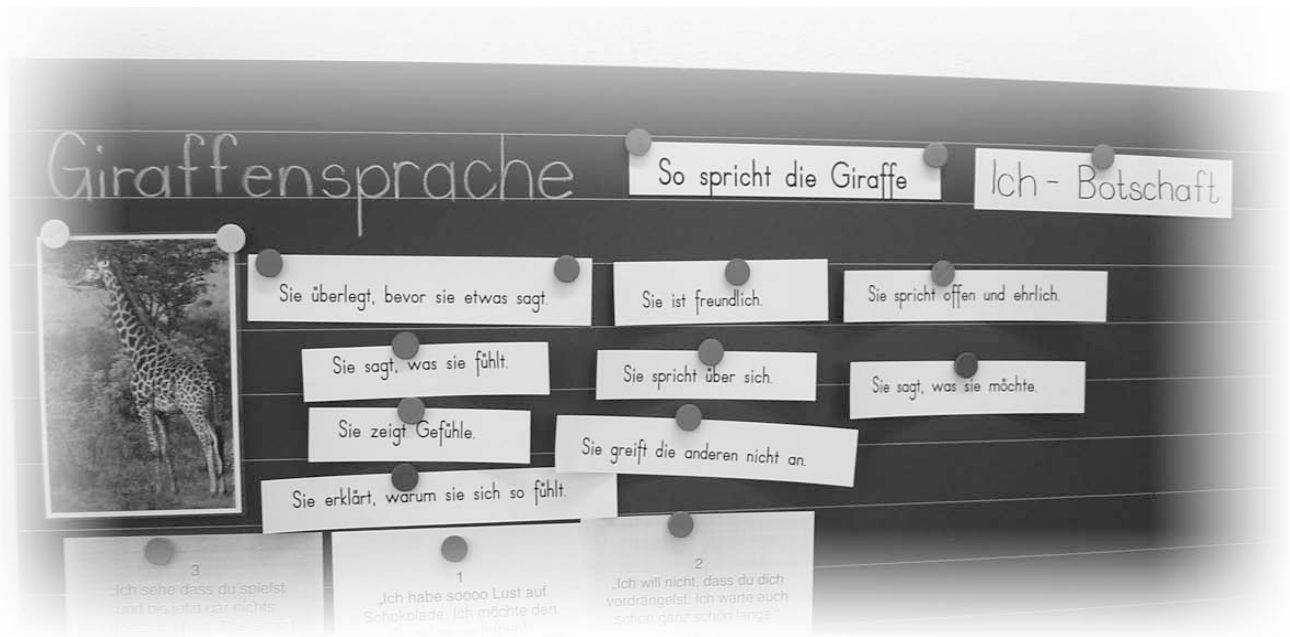 Giraffensprache
So spricht die Giraffe
Ich - Botschaft
Sie überlegt, bevor sie etwas sagt.
Sie ist freundlich.
Sie spricht offen und ehrlich.
Sie sagt, was sie fühlt.
Sie spricht über sich.
Sie sagt, was sie möchte.
Sie zeigt Gefühle.
Sie greift die anderen nicht an.
Sie erklärt, warum sie sich so fühlt.
3
„Ich sehe dass du spielst
und bis jetzt gar nichts
1
„Ich habe soooo Lust auf
Schokolade. Ich möchte den
2
„Ich will nicht, dass du dich
vordrängelst. Ich warte auch
schon ganz schön lange.“